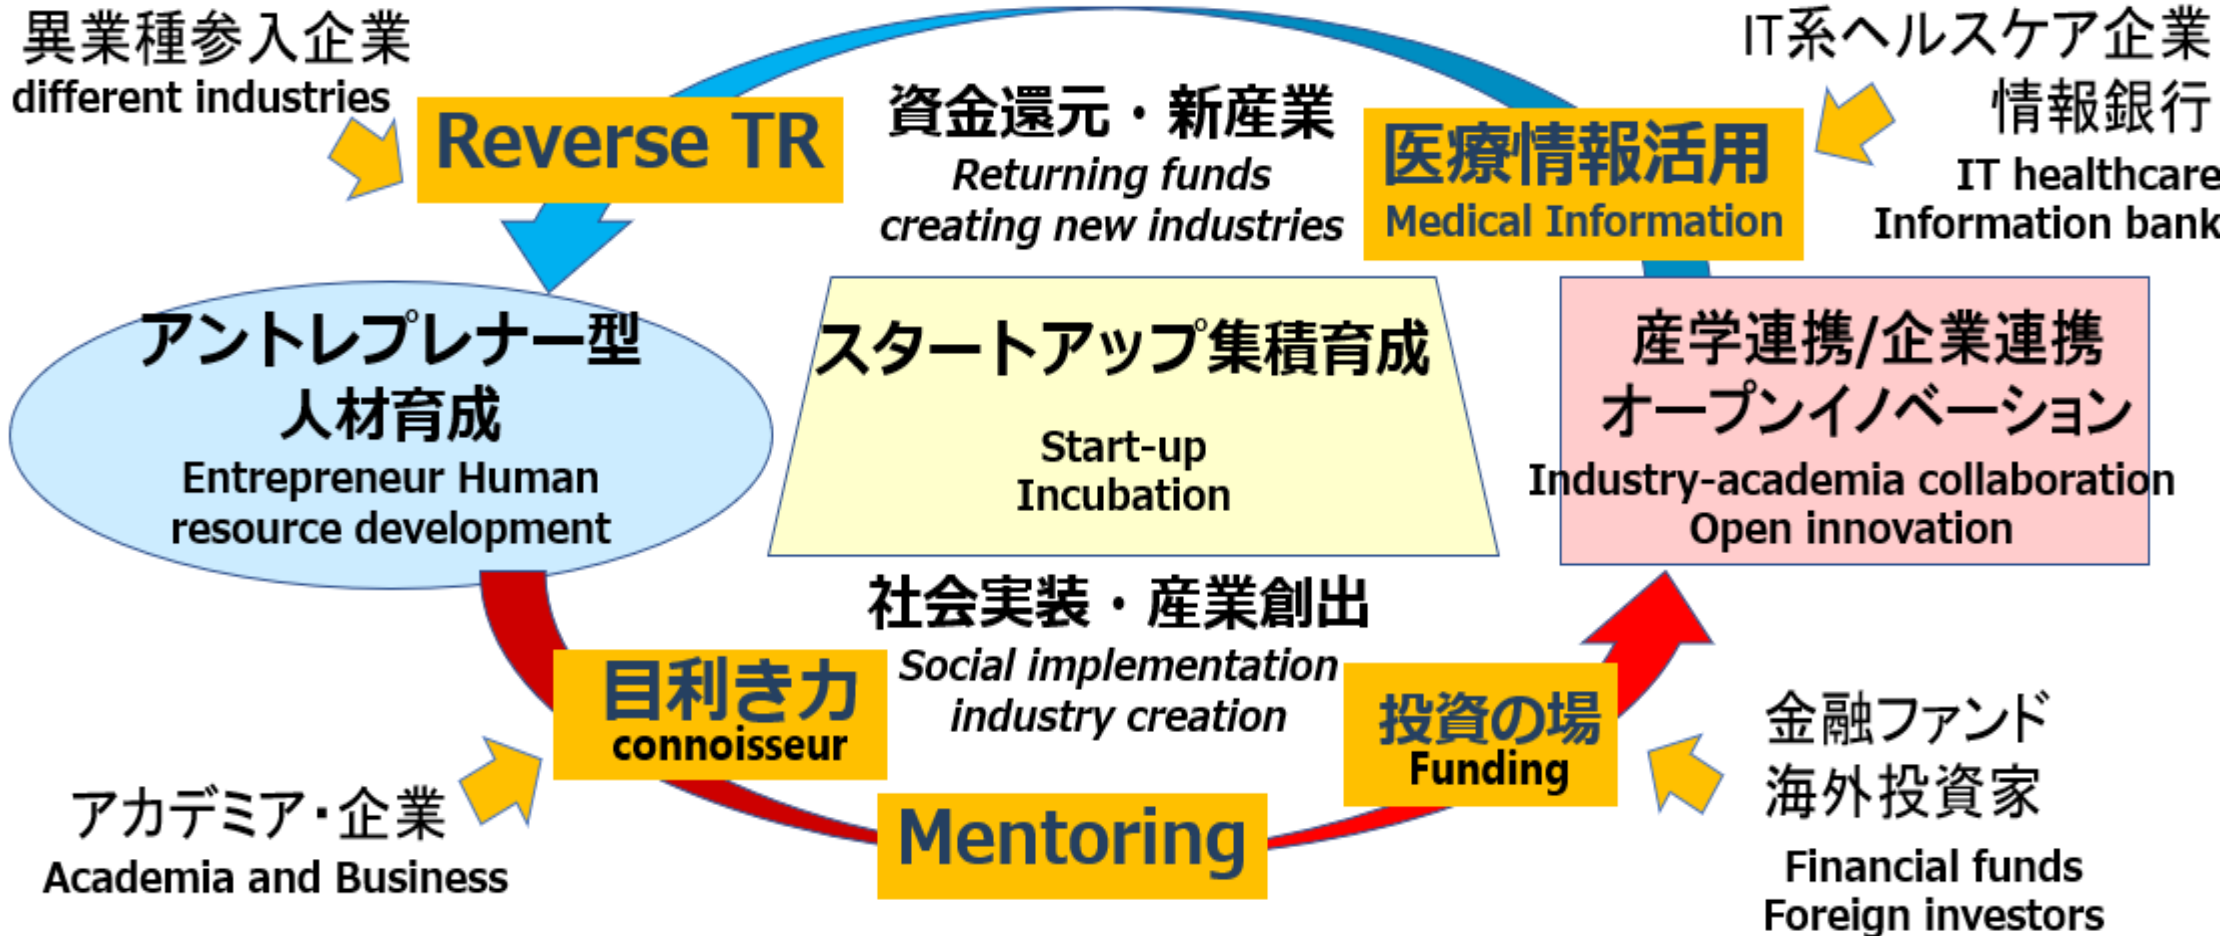 異業種参入企業
different industries
Reverse TR
資金還元・新産業
Returning funds
creating new industries
医療情報活用
Medical Information
IT系ヘルスケア企業
情報銀行
IT healthcare
Information bank
アントレプレナー型
人材育成
Entrepreneur Human
resource development
スタートアップ集積育成
Start-up
Incubation
産学連携/企業連携
オープンイノベーション
Industry-academia collaboration
Open innovation
社会実装・産業創出
Social implementation
industry creation
目利き力
connoisseur
投資の場
Funding
アカデミア・企業
Academia and Business
Mentoring
金融ファンド
海外投資家
Financial funds
Foreign investors